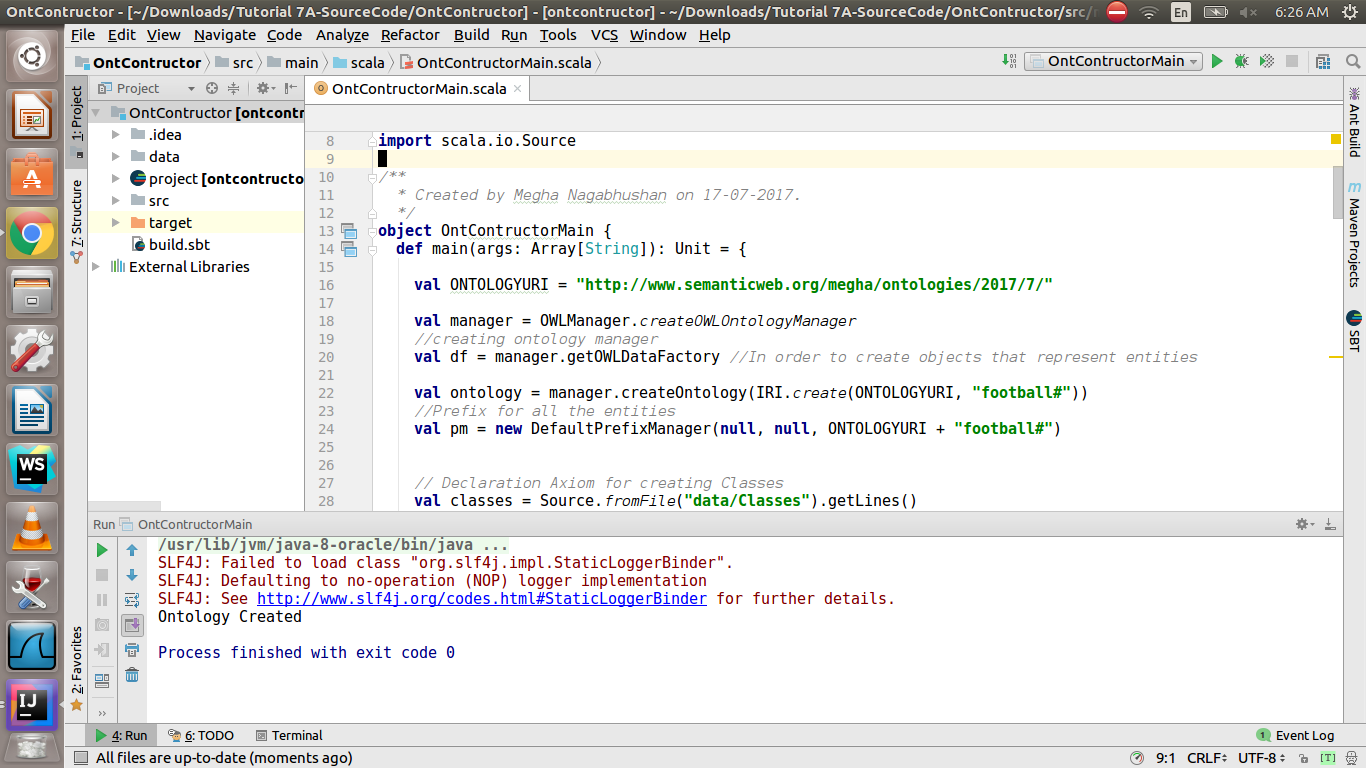 OntContructor - [~/Downloads/Tutorial 7A-SourceCode/OntContructor] - [ontcontructor] - ~/Downloads/Tutorial 7A-SourceCode/OntContructor/src/
En
6:26 AM
File Edit View Navigate Code Analyze Refactor Build Run Tools VCS Window Help
OntContructor src main scala OntContructorMain.scala
OntContructorMain
1: Project
7: Structure
2: Favorites
Project
OntContructor [ontcontr
.idea
data
project [ontcontructo
src
target
build.sbt
External Libraries
OntContructorMain.scala
8 import scala.io.Source
9
10 /**
11 * Created by Megha Nagabhushan on 17-07-2017.
12 */
13 object OntContructorMain {
14 def main(args: Array[String]): Unit = {
15
16 val ONTOLOGYURI = "http://www.semanticweb.org/megha/ontologies/2017/7/"
17
18 val manager = OWLManager.createOWLOntologyManager
19 //creating ontology manager
20 val df = manager.getOWLDataFactory //In order to create objects that represent entities
21
22 val ontology = manager.createOntology(IRI.create(ONTOLOGYURI, "football#"))
23 //Prefix for all the entities
24 val pm = new DefaultPrefixManager(null, null, ONTOLOGYURI + "football#")
25
26
27 // Declaration Axiom for creating Classes
28 val classes = Source.fromFile("data/Classes").getLines()
Ant Build
m Maven Projects
SBT
Run OntContructorMain
/usr/lib/jvm/java-8-oracle/bin/java ...
SLF4J: Failed to load class "org.slf4j.impl.StaticLoggerBinder".
SLF4J: Defaulting to no-operation (NOP) logger implementation
SLF4J: See http://www.slf4j.org/codes.html#StaticLoggerBinder for further details.
Ontology Created
Process finished with exit code 0
WS
IJ
4: Run 6: TODO Terminal
1 Event Log
All files are up-to-date (moments ago)
9:1 CRLF UTF-8 [T]